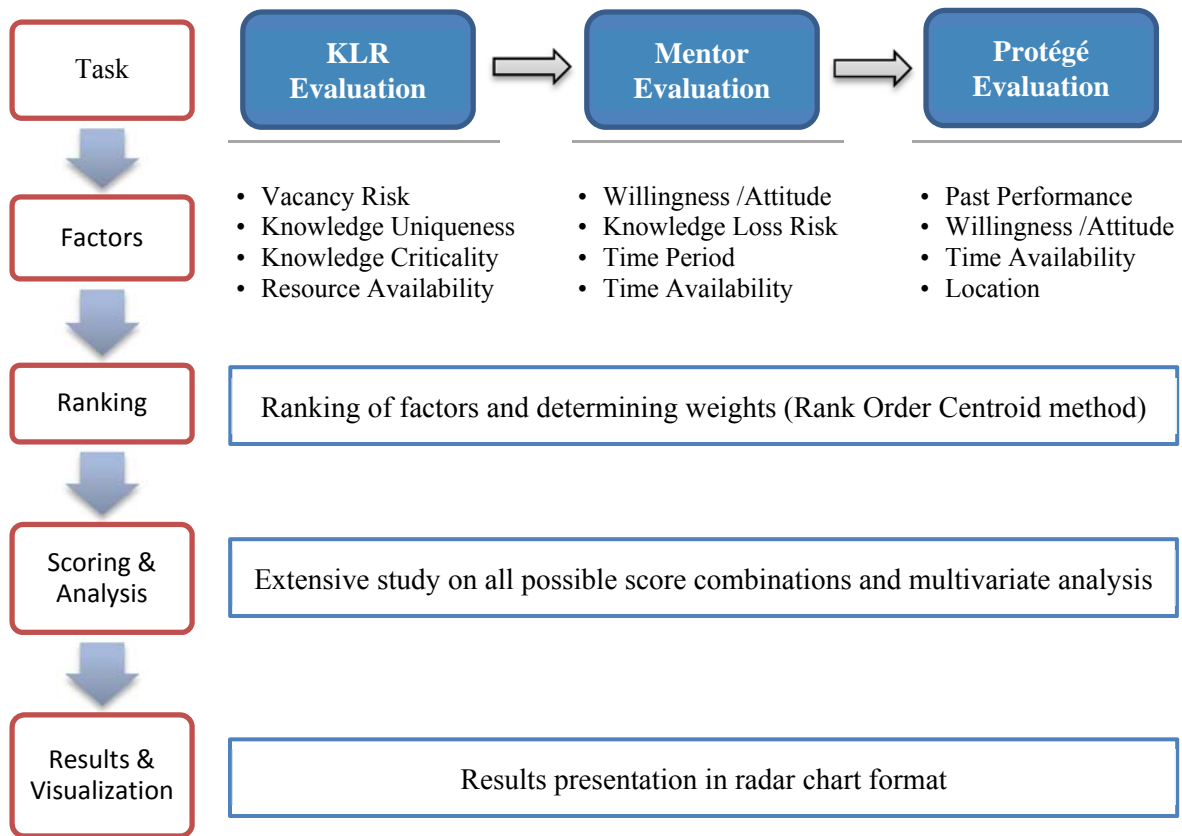 Task
KLR
Evaluation
Mentor
Evaluation
Protégé
Evaluation
Factors
• Vacancy Risk
• Knowledge Uniqueness
• Knowledge Criticality
• Resource Availability
• Willingness /Attitude
• Knowledge Loss Risk
• Time Period
• Time Availability
• Past Performance
• Willingness /Attitude
• Time Availability
• Location
Ranking
Ranking of factors and determining weights (Rank Order Centroid method)
Scoring &
Analysis
Extensive study on all possible score combinations and multivariate analysis
Results &
Visualization
Results presentation in radar chart format